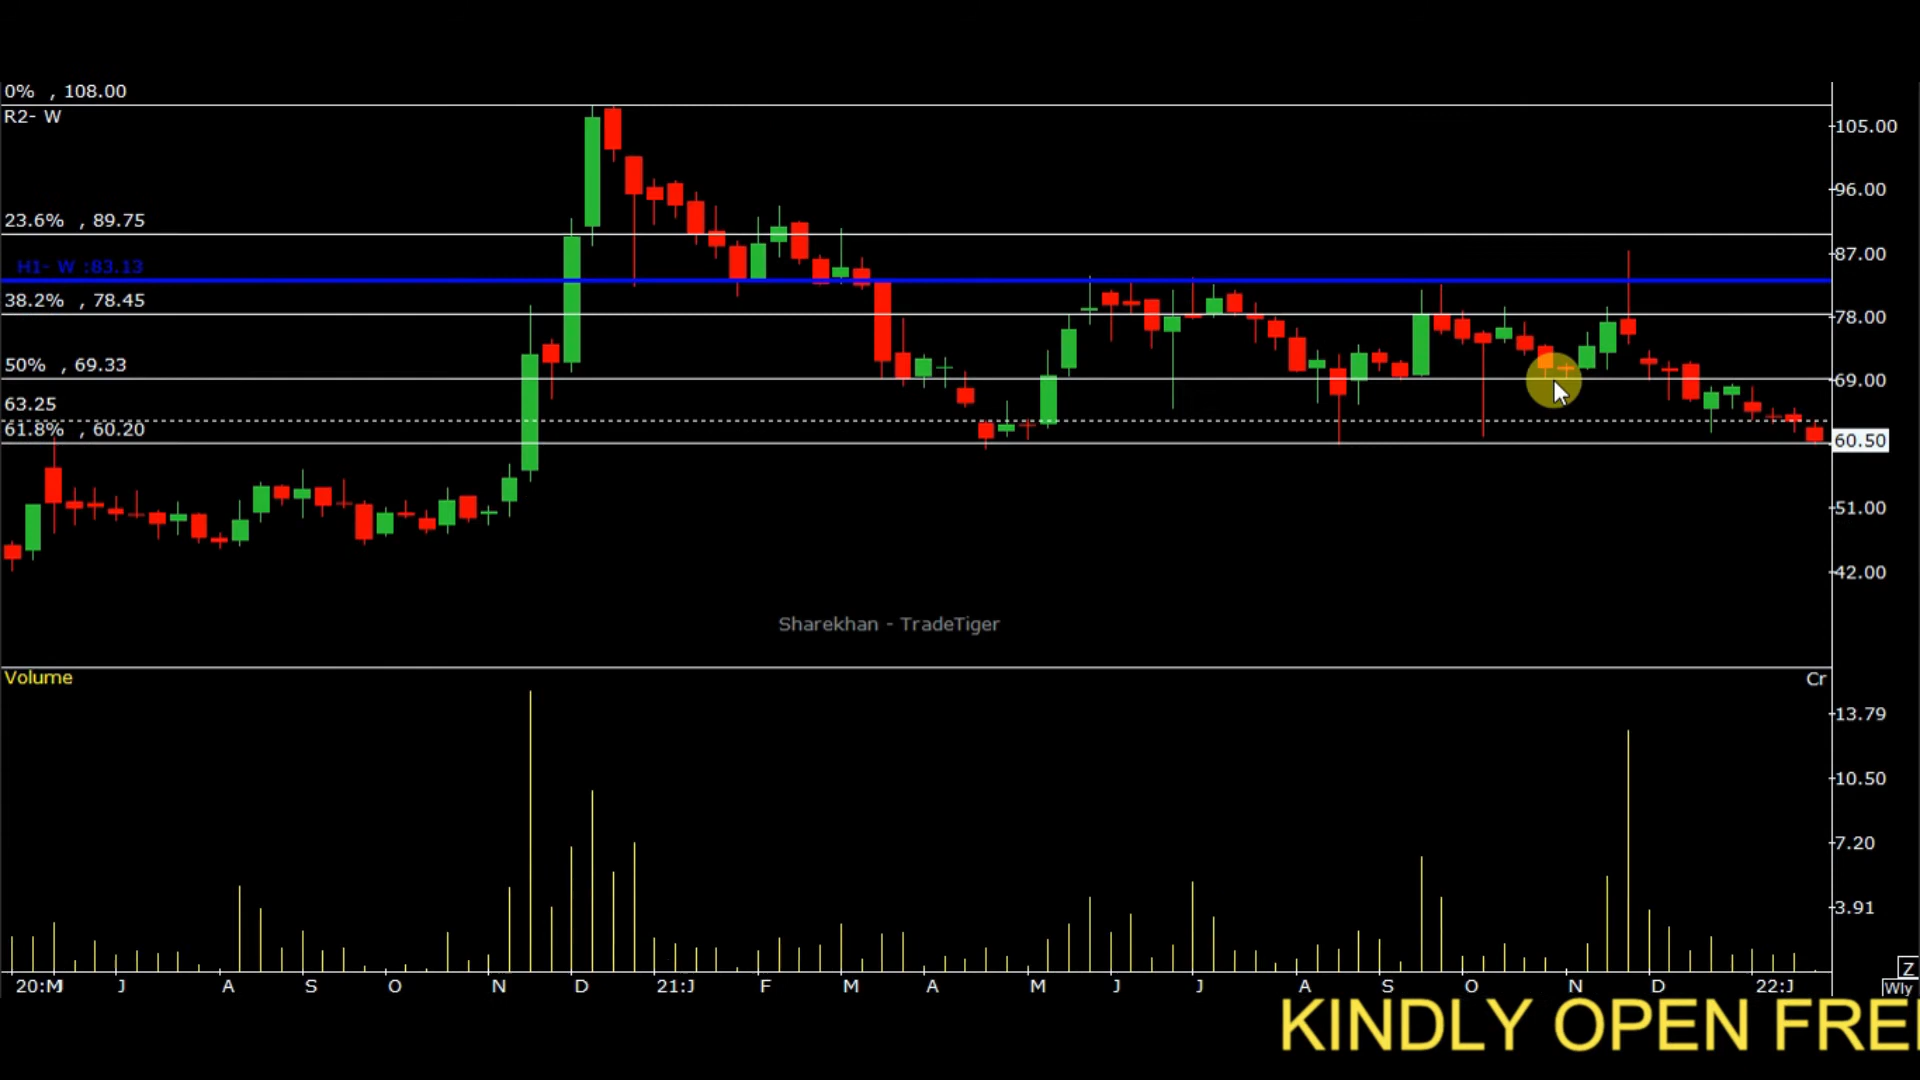 0% , 108.00
R2- W
105.00
96.00
23.6% , 89.75
87.00
H1- W :83.13
38.2% , 78.45
78.00
50% , 69.33
69.00
63.25
61.8% , 60.20
60.50
51.00
42.00
Sharekhan - TradeTiger
Volume
Cr
13.79
10.50
7.20
3.91
Z
20:M J A S O N D 21:J F M A M J J A S O N D 22:J
Wly
KINDLY OPEN FREE